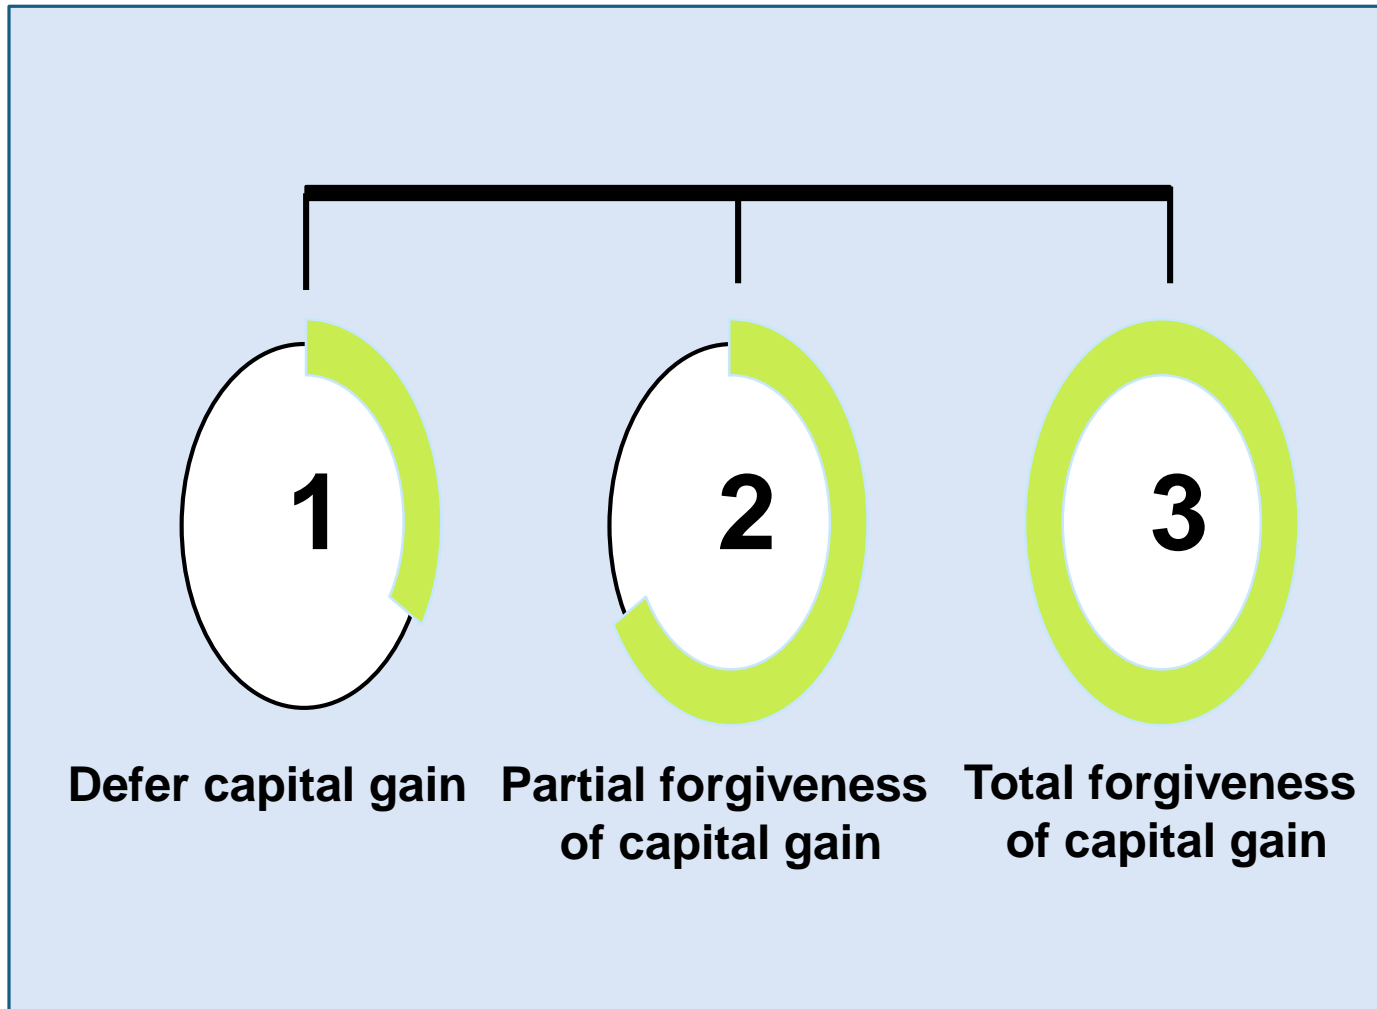 1
2
3
Defer capital gain
Partial forgiveness
of capital gain
Total forgiveness
of capital gain